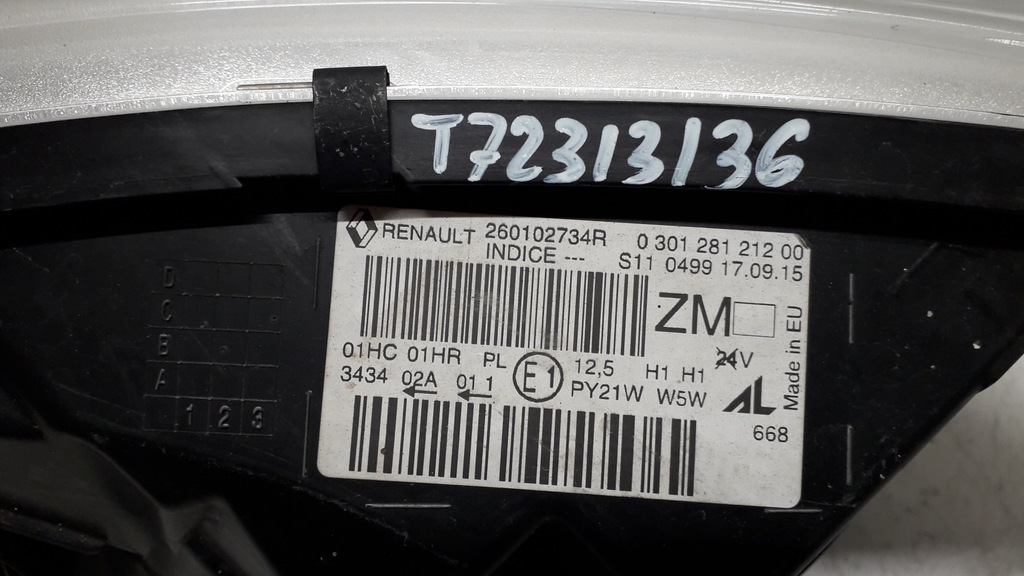 T72313136
RENAULT 260102734R 0 301 281 212 00
INDICE --- S11 0499 17.09.15
ZM
01HC 01HR PL E1 12,5 H1 H1 24V
3434 02A 01 1 PY21W W5W AL
668
Made in EU
D
C
B
A
1 2 3